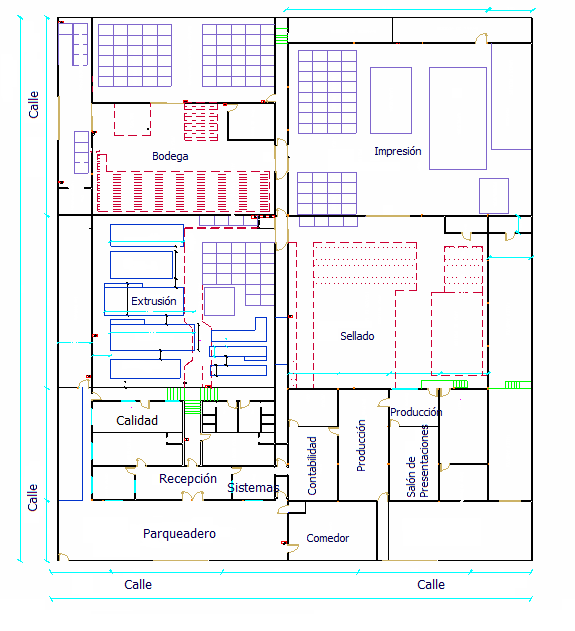 Calle
Bodega
Impresión
Extrusión
Sellado
Calidad
Producción
Contabilidad
Producción
Salón de
Presentaciones
Recepción
Sistemas
Calle
Parqueadero
Comedor
Calle
Calle